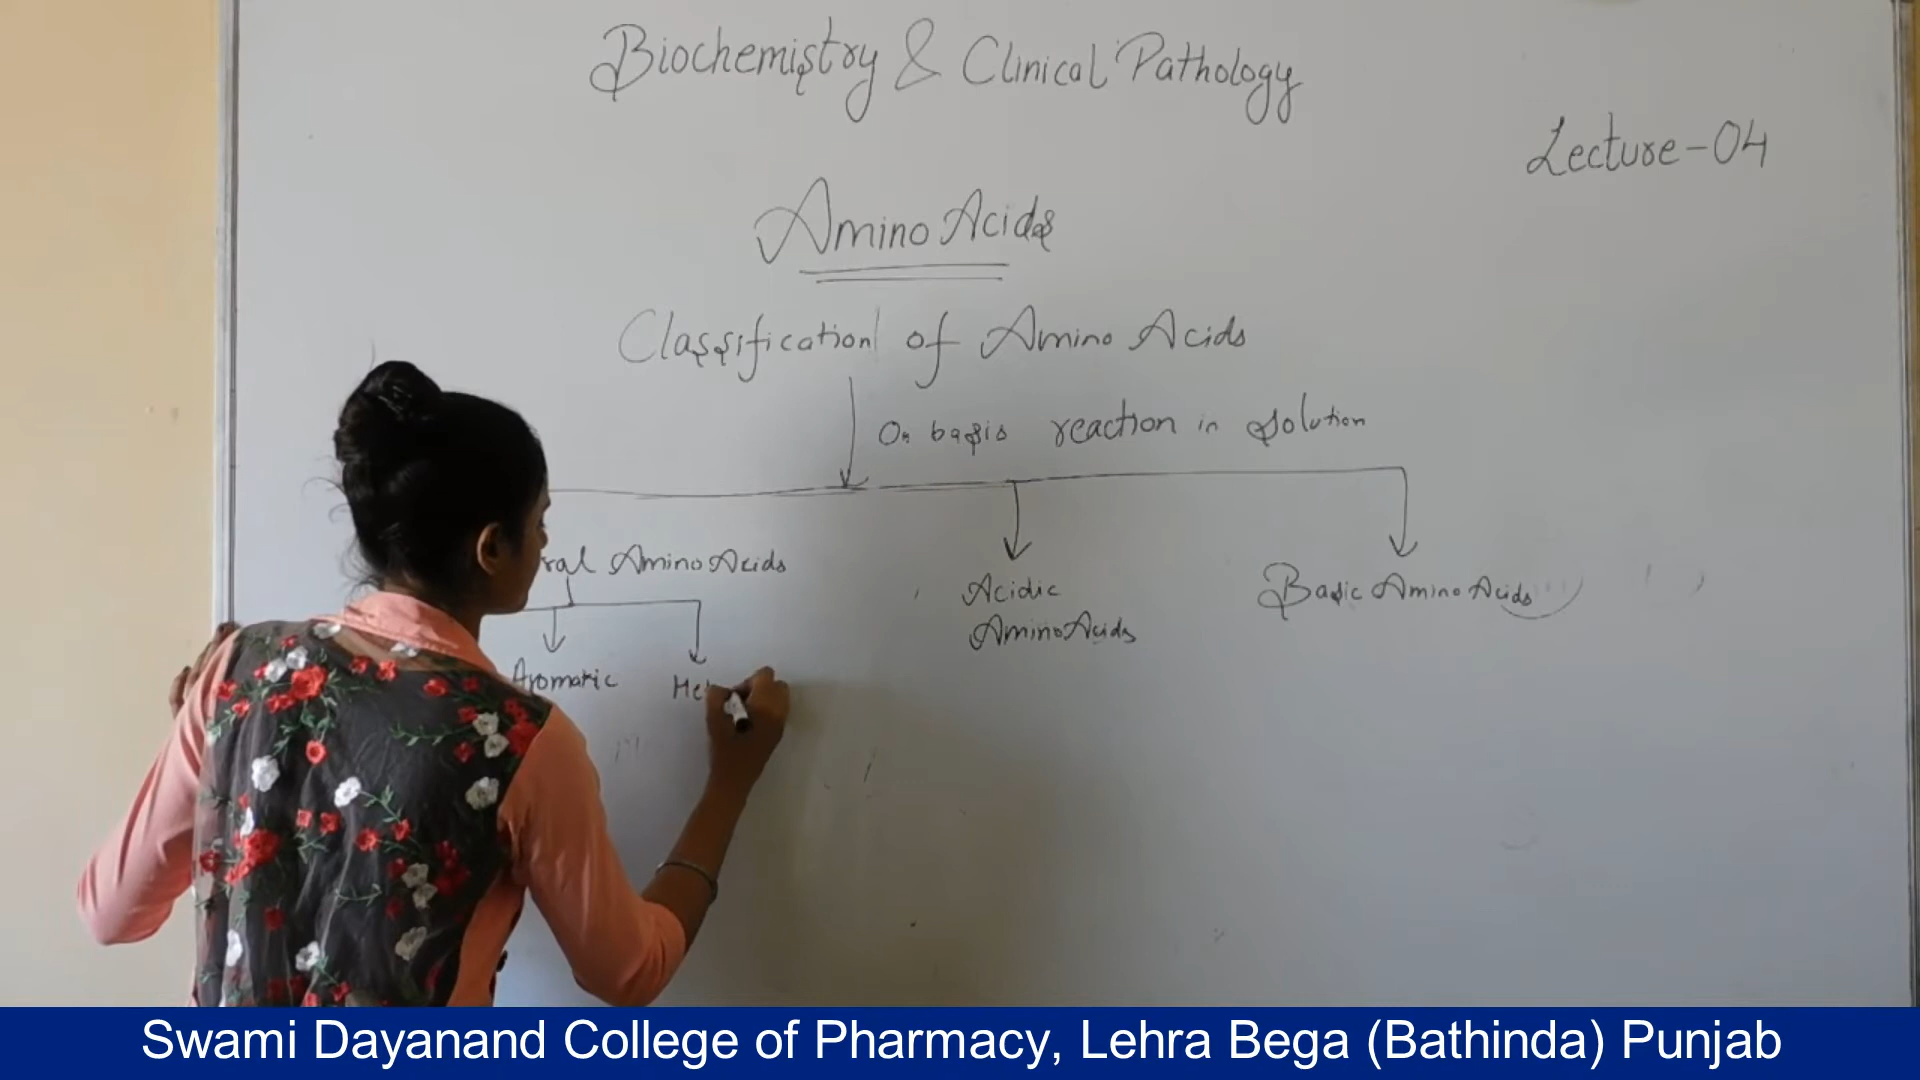 Biochemistry & Clinical Pathology
Lecture-04
Amino Acids
Classification of Amino Acids
On basis reaction in solution
ral Amino Acids
Acidic
Amino Acids
Basic Amino Acids
Aromatic
Het
Swami Dayanand College of Pharmacy, Lehra Bega (Bathinda) Punjab